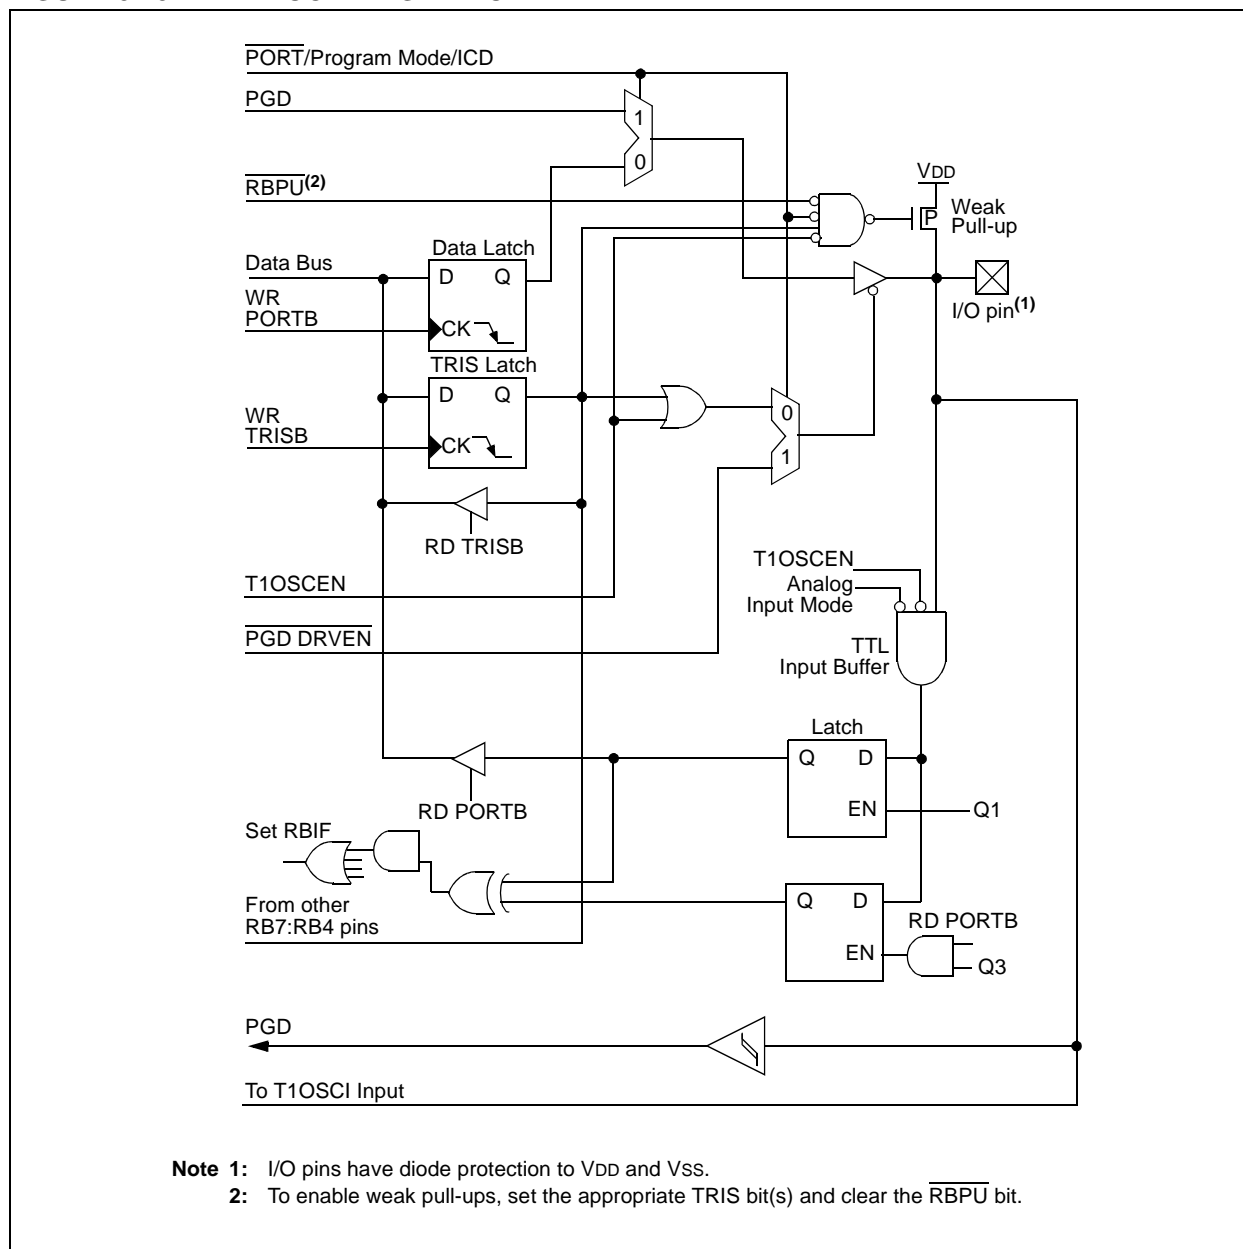 PORT/Program Mode/ICD
PGD
1
0
RBPU(2)
VDD
P
Weak
Pull-up
Data Latch
Data Bus
D Q
WR
PORTB
CK
I/O pin(1)
TRIS Latch
D Q
WR
TRISB
CK
0
1
RD TRISB
T1OSCEN
T1OSCEN
Analog
Input Mode
PGD DRVEN
TTL
Input Buffer
Latch
Q D
EN
Q1
RD PORTB
Set RBIF
Q D
From other
RB7:RB4 pins
RD PORTB
EN
Q3
PGD
To T1OSCI Input
Note 1: I/O pins have diode protection to VDD and VSS.
2: To enable weak pull-ups, set the appropriate TRIS bit(s) and clear the RBPU bit.